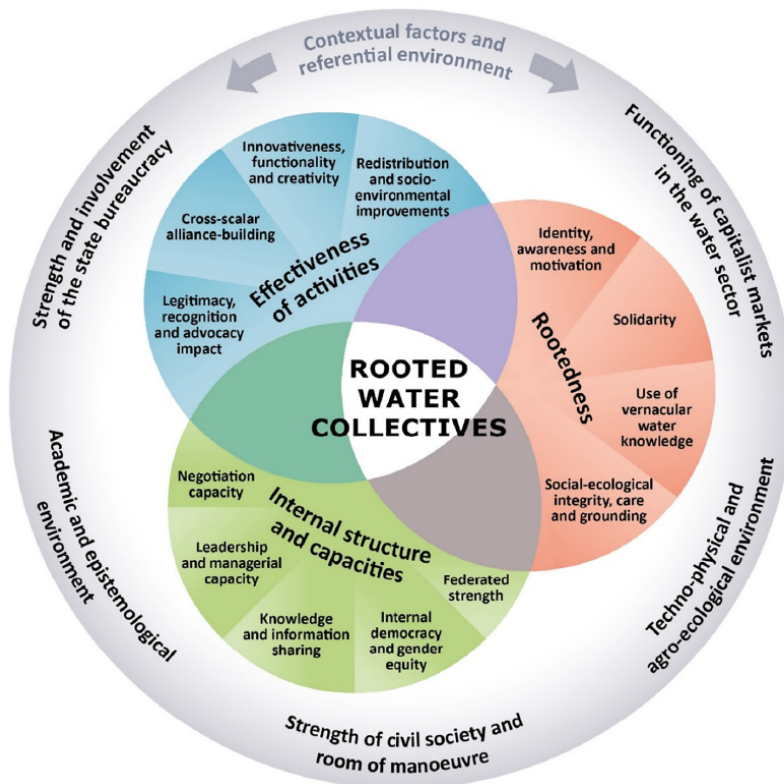 Contextual factors and
referential environment
Strength and involvement
of the state bureaucracy
Functioning of capitalist markets
in the water sector
Innovativeness,
functionality
and creativity
Redistribution
and socio-
environmental
improvements
Cross-scalar
alliance-building
Legitimacy,
recognition
and advocacy
impact
Effectiveness
of activities
Identity,
awareness and
motivation
Solidarity
Use of
vernacular
water
knowledge
Social-ecological
integrity, care
and grounding
Rootedness
ROOTED
WATER
COLLECTIVES
Negotiation
capacity
Leadership
and managerial
capacity
Knowledge
and information
sharing
Internal
democracy
and gender
equity
Federated
strength
Internal structure
and capacities
Academic and epistemological
environment
Techno-physical and
agro-ecological environment
Strength of civil society and
room of manoeuvre